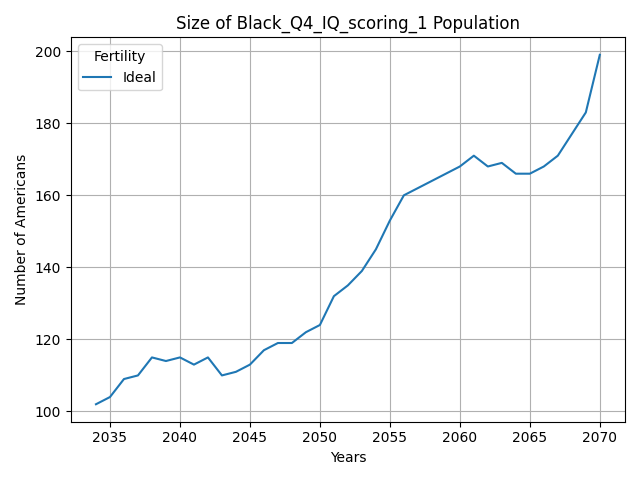 Size of Black_Q4_IQ_scoring_1 Population
Fertility
Ideal
Number of Americans
200
180
160
140
120
100
2035 2040 2045 2050 2055 2060 2065 2070
Years